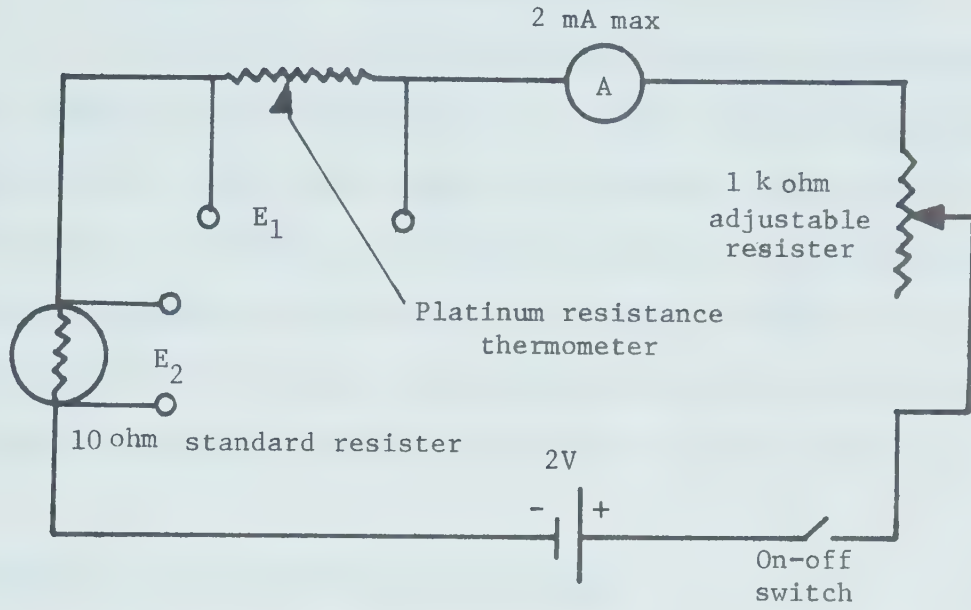 2 mA max
A
1 k ohm
adjustable
resister
E1
Platinum resistance
thermometer
E2
10 ohm standard resister
2V
- +
On-off
switch